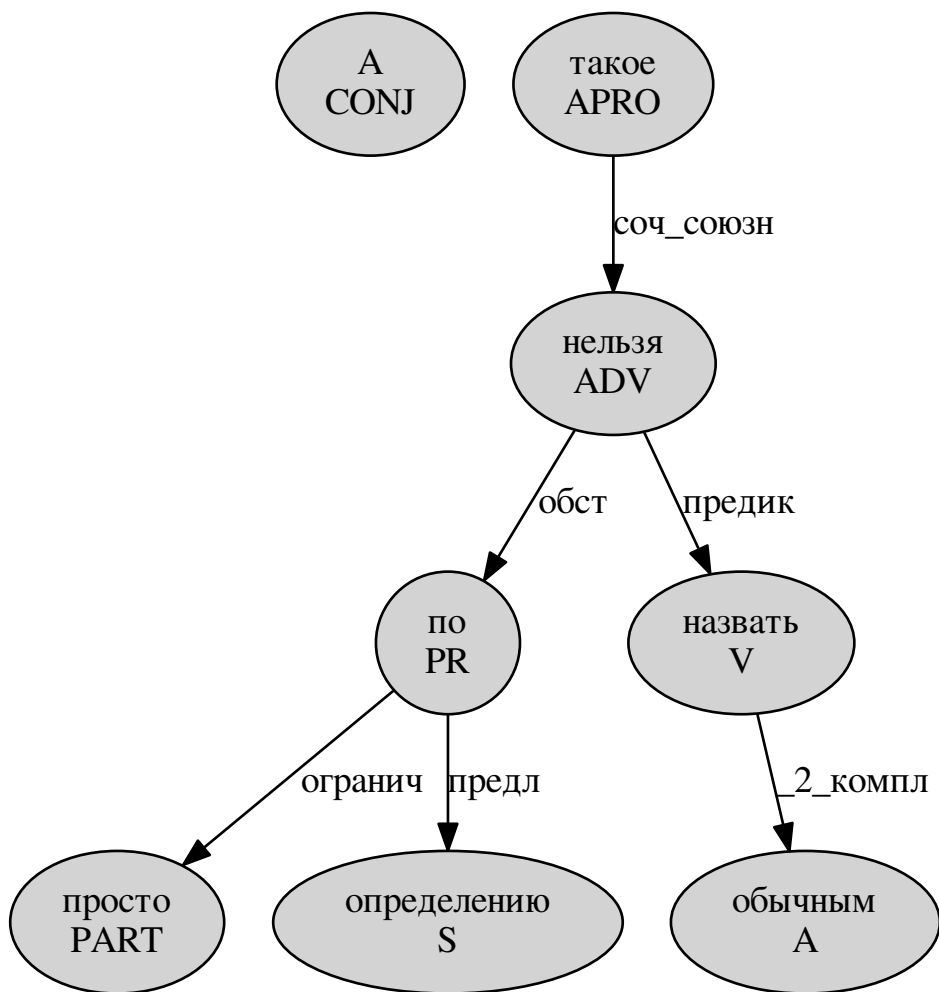 А
CONJ
такое
APRO
соч_союзн
нельзя
ADV
обст
предик
по
PR
назвать
V
огранич
предл
_2_компл
просто
PART
определению
S
обычным
A